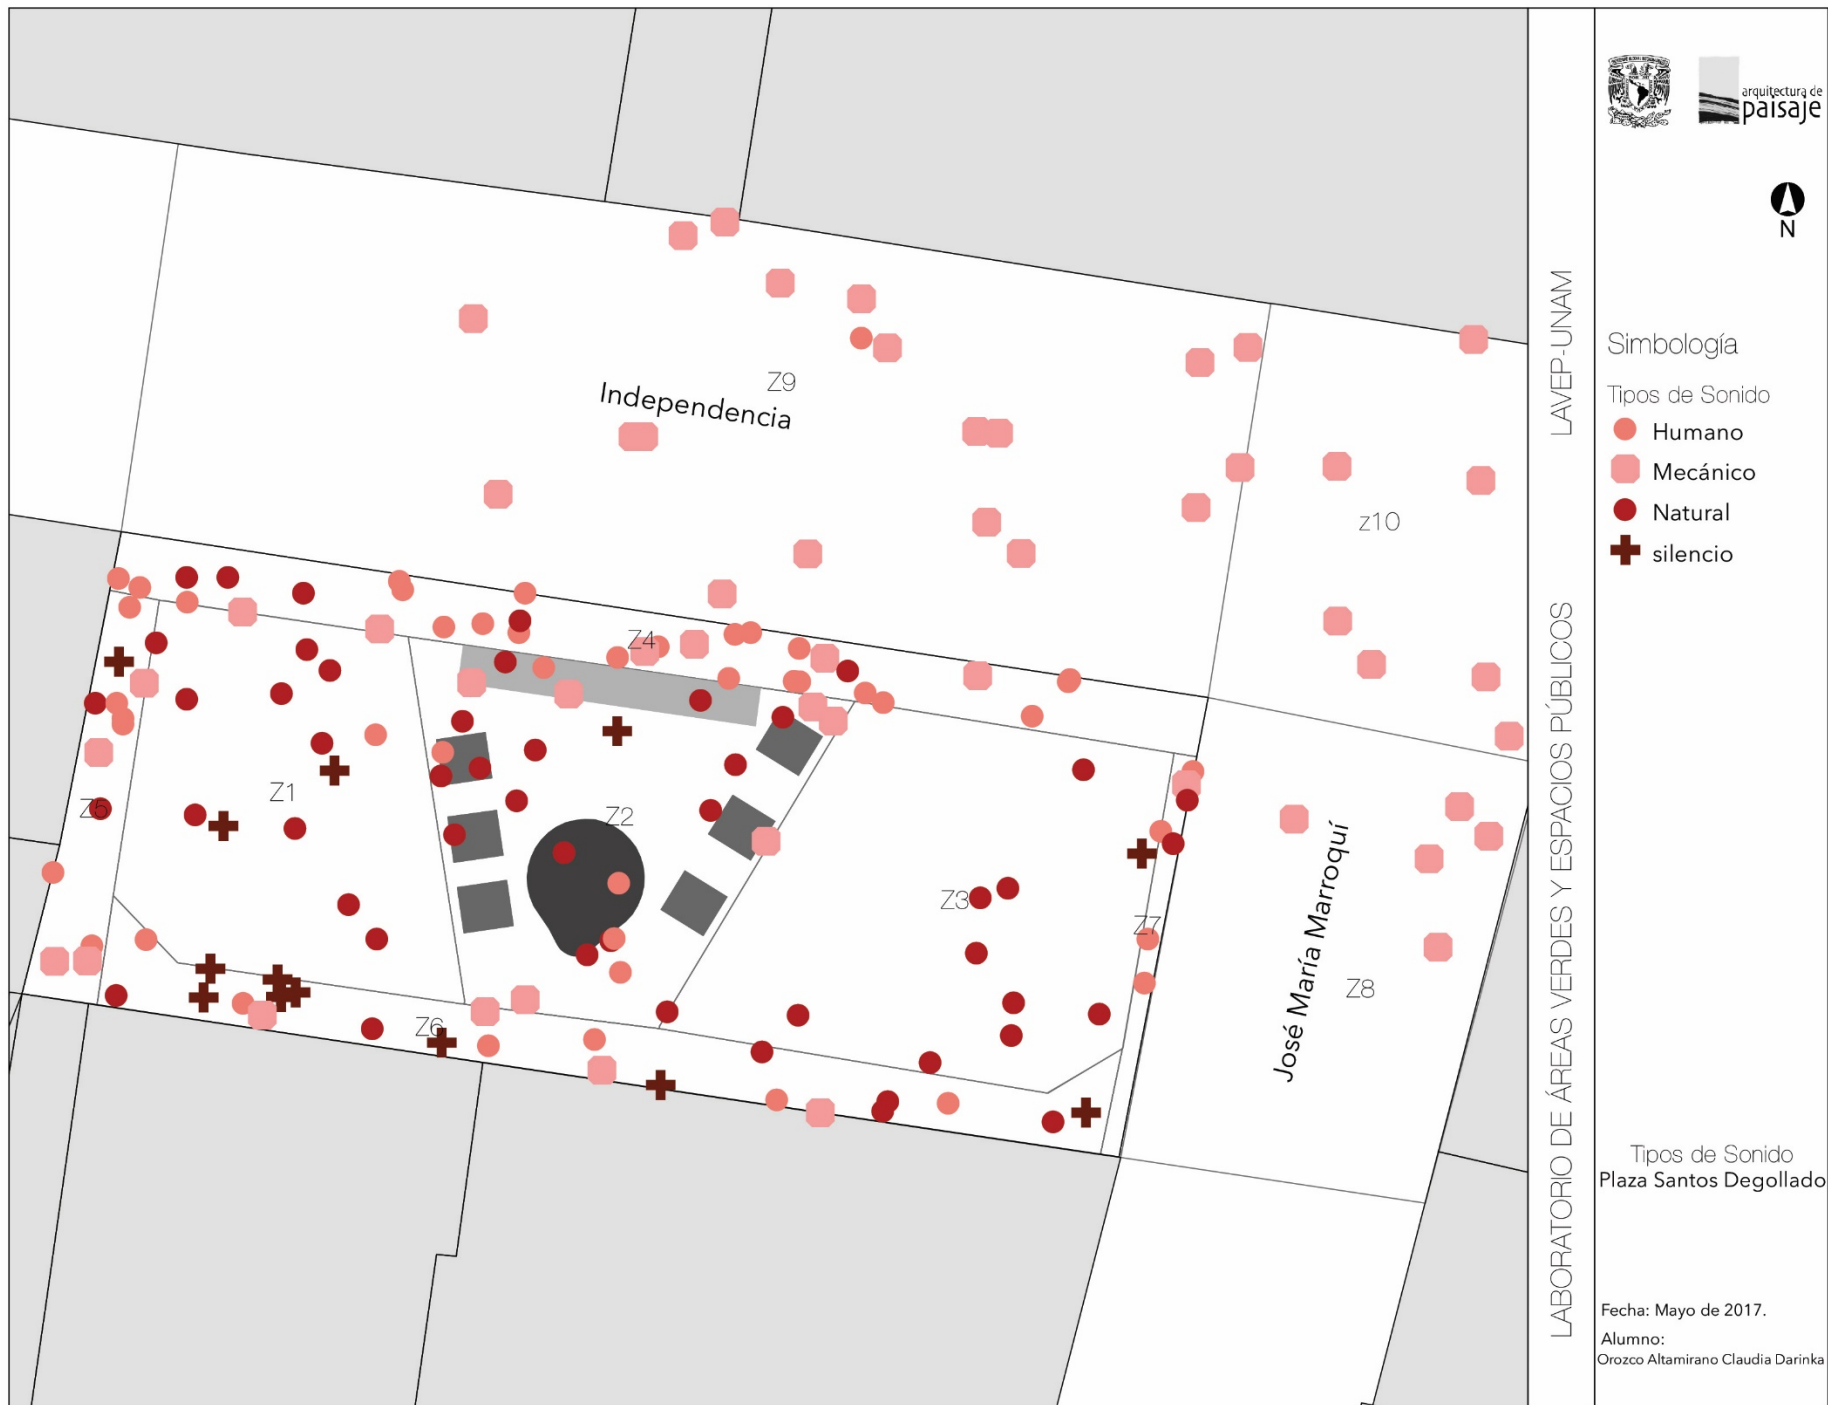 Z9
Independencia
z10
Z4
Z1
Z5
Z2
Z3
Z7
Z6
Z8
José María Marroquí
LAVEP-UNAM
LABORATORIO DE ÁREAS VERDES Y ESPACIOS PÚBLICOS
arquitectura de
paisaje
N
Simbología
Tipos de Sonido
Humano
Mecánico
Natural
silencio
Tipos de Sonido
Plaza Santos Degollado
Fecha: Mayo de 2017.
Alumno:
Orozco Altamirano Claudia Darinka